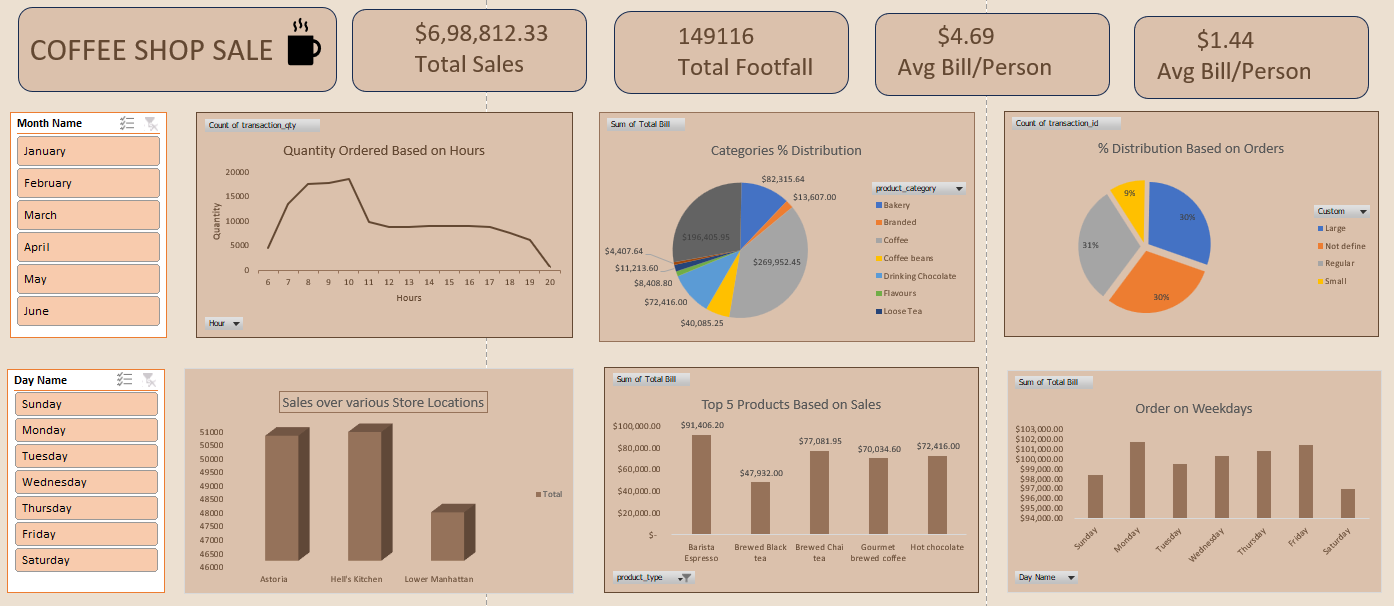 COFFEE SHOP SALE
$6,98,812.33
Total Sales
149116
Total Footfall
$4.69
Avg Bill/Person
$1.44
Avg Bill/Person
Month Name
January
February
March
April
May
June
Count of transaction_qty
Quantity Ordered Based on Hours
20000
15000
10000
5000
0
Quantity
6 7 8 9 10 11 12 13 14 15 16 17 18 19 20
Hours
Hour
Sum of Total Bill
Categories % Distribution
$82,315.64
$13,607.00
$269,952.45
$40,085.25
$72,416.00
$8,408.80
$11,213.60
$4,407.64
$196,405.95
product_category
Bakery
Branded
Coffee
Coffee beans
Drinking Chocolate
Flavours
Loose Tea
Count of transaction_id
% Distribution Based on Orders
9%
30%
31%
30%
Custom
Large
Not define
Regular
Small
Day Name
Sunday
Monday
Tuesday
Wednesday
Thursday
Friday
Saturday
Sales over various Store Locations
51000
50500
50000
49500
49000
48500
48000
47500
47000
46500
46000
Astoria Hell's Kitchen Lower Manhattan
Total
Sum of Total Bill
Top 5 Products Based on Sales
$100,000.00
$80,000.00
$60,000.00
$40,000.00
$20,000.00
$-
$91,406.20
$47,932.00
$77,081.95
$70,034.60
$72,416.00
Barista Espresso
Brewed Black tea
Brewed Chai tea
Gourmet brewed coffee
Hot chocolate
product_type
Sum of Total Bill
Order on Weekdays
$103,000.00
$102,000.00
$101,000.00
$100,000.00
$99,000.00
$98,000.00
$97,000.00
$96,000.00
$95,000.00
$94,000.00
Sunday Monday Tuesday Wednesday Thursday Friday Saturday
Day Name